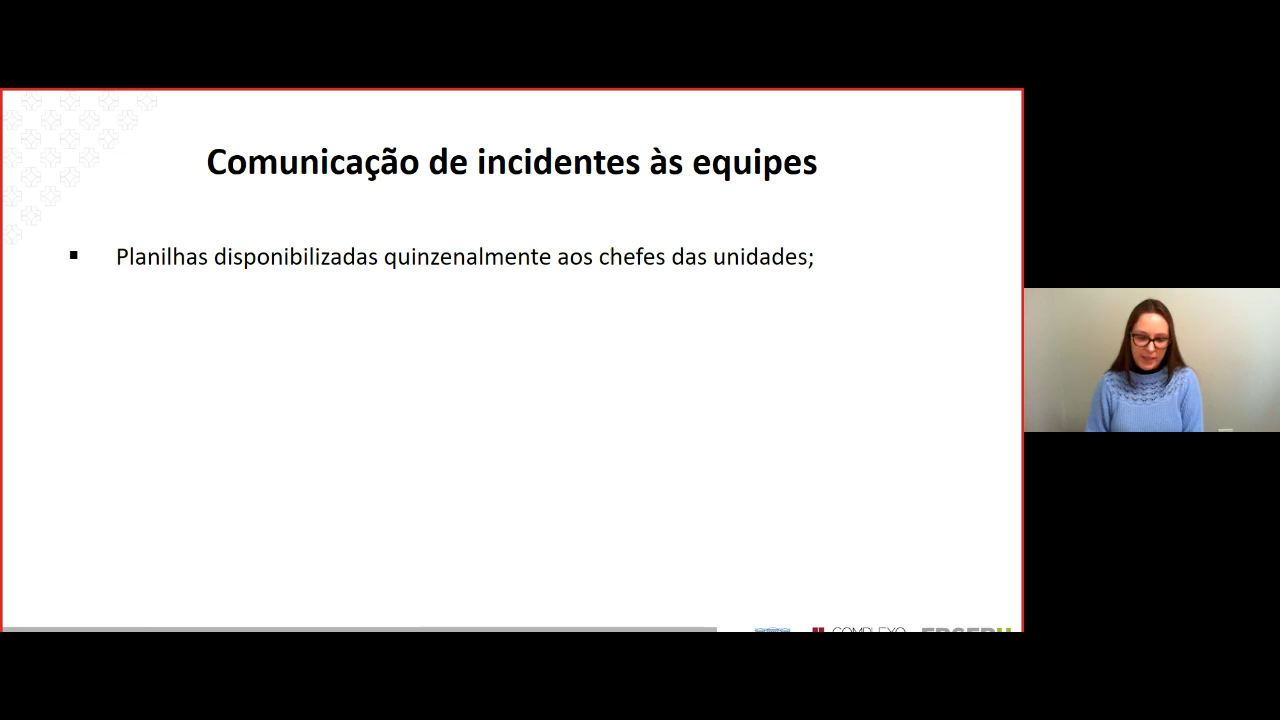 Comunicação de incidentes às equipes
▪ Planilhas disponibilizadas quinzenalmente aos chefes das unidades;
COMPLEXO
EBSERH